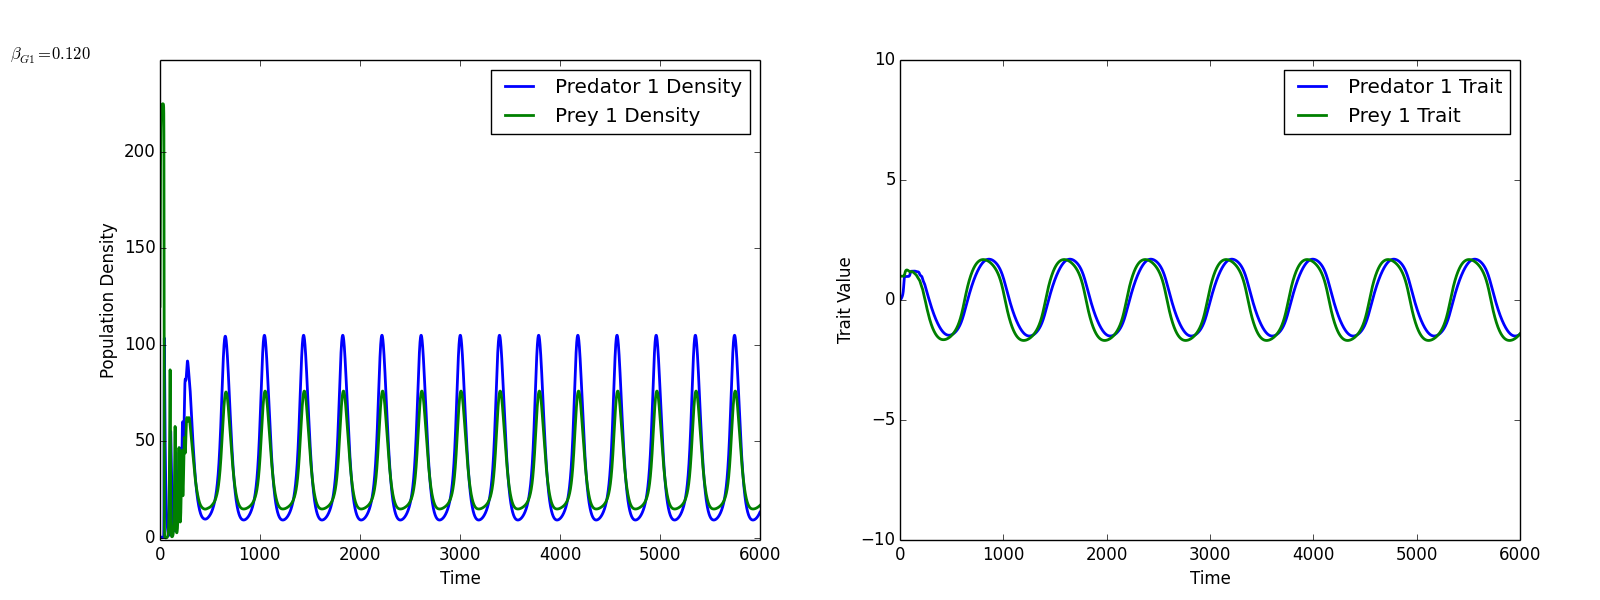 β_G1=0.120
Predator 1 Density
Prey 1 Density
200
150
100
50
0
Population Density
0 1000 2000 3000 4000 5000 6000
Time
Predator 1 Trait
Prey 1 Trait
10
5
0
−5
−10
Trait Value
0 1000 2000 3000 4000 5000 6000
Time